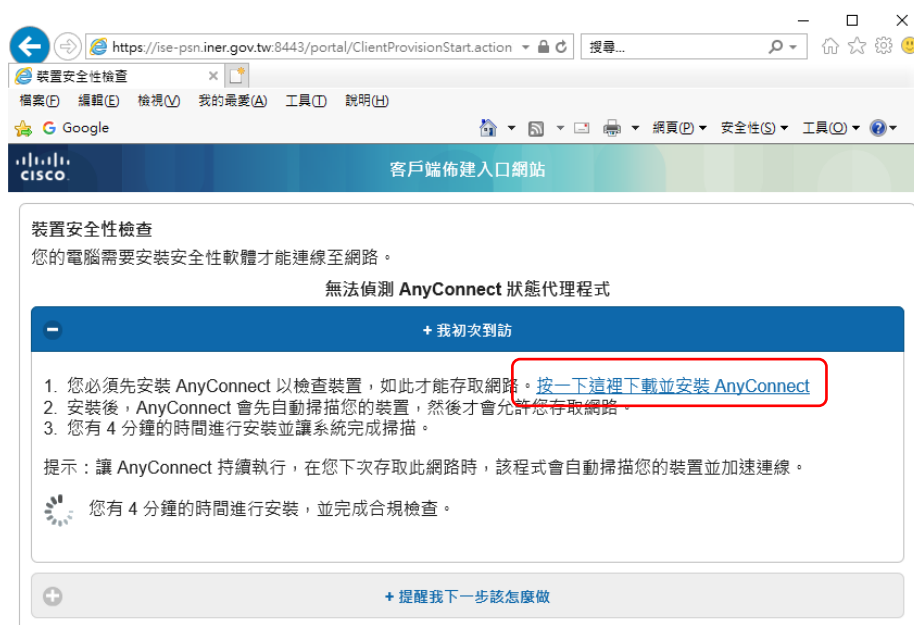 https://ise-psn.iner.gov.tw:8443/portal/ClientProvisionStart.action
搜尋...
裝置安全性檢查
檔案(F) 編輯(E) 檢視(V) 我的最愛(A) 工具(T) 說明(H)
G Google
網頁(P) 安全性(S) 工具(O)
CISCO
客戶端佈建入口網站
裝置安全性檢查
您的電腦需要安裝安全性軟體才能連線至網路。
無法偵測 AnyConnect 狀態代理程式
+ 我初次到訪
1. 您必須先安裝 AnyConnect 以檢查裝置，如此才能存取網路。按一下這裡下載並安裝 AnyConnect
2. 安裝後，AnyConnect 會先自動掃描您的裝置，然後才會允許您存取網路。
3. 您有 4 分鐘的時間進行安裝並讓系統完成掃描。
提示：讓 AnyConnect 持續執行，在您下次存取此網路時，該程式會自動掃描您的裝置並加速連線。
您有 4 分鐘的時間進行安裝，並完成合規檢查。
+ 提醒我下一步該怎麼做